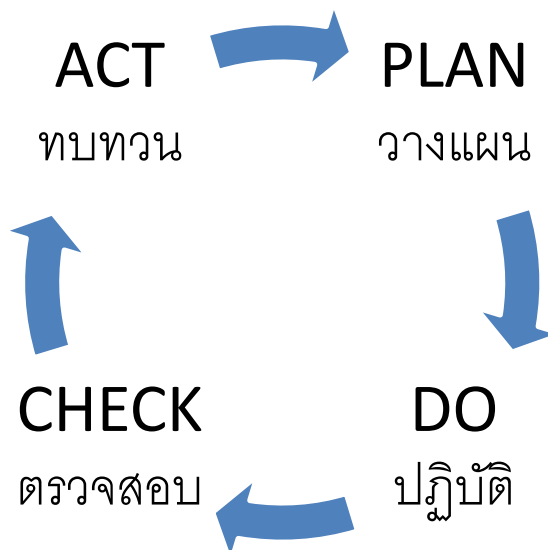 ACT
ทบทวน
PLAN
วางแผน
CHECK
ตรวจสอบ
DO
ปฏิบัติ